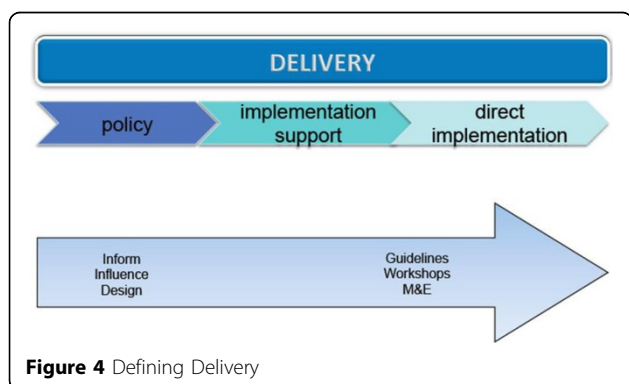 DELIVERY
policy
implementation
support
direct
implementation
Inform
Influence
Design
Guidelines
Workshops
M&E
Figure 4 Defining Delivery